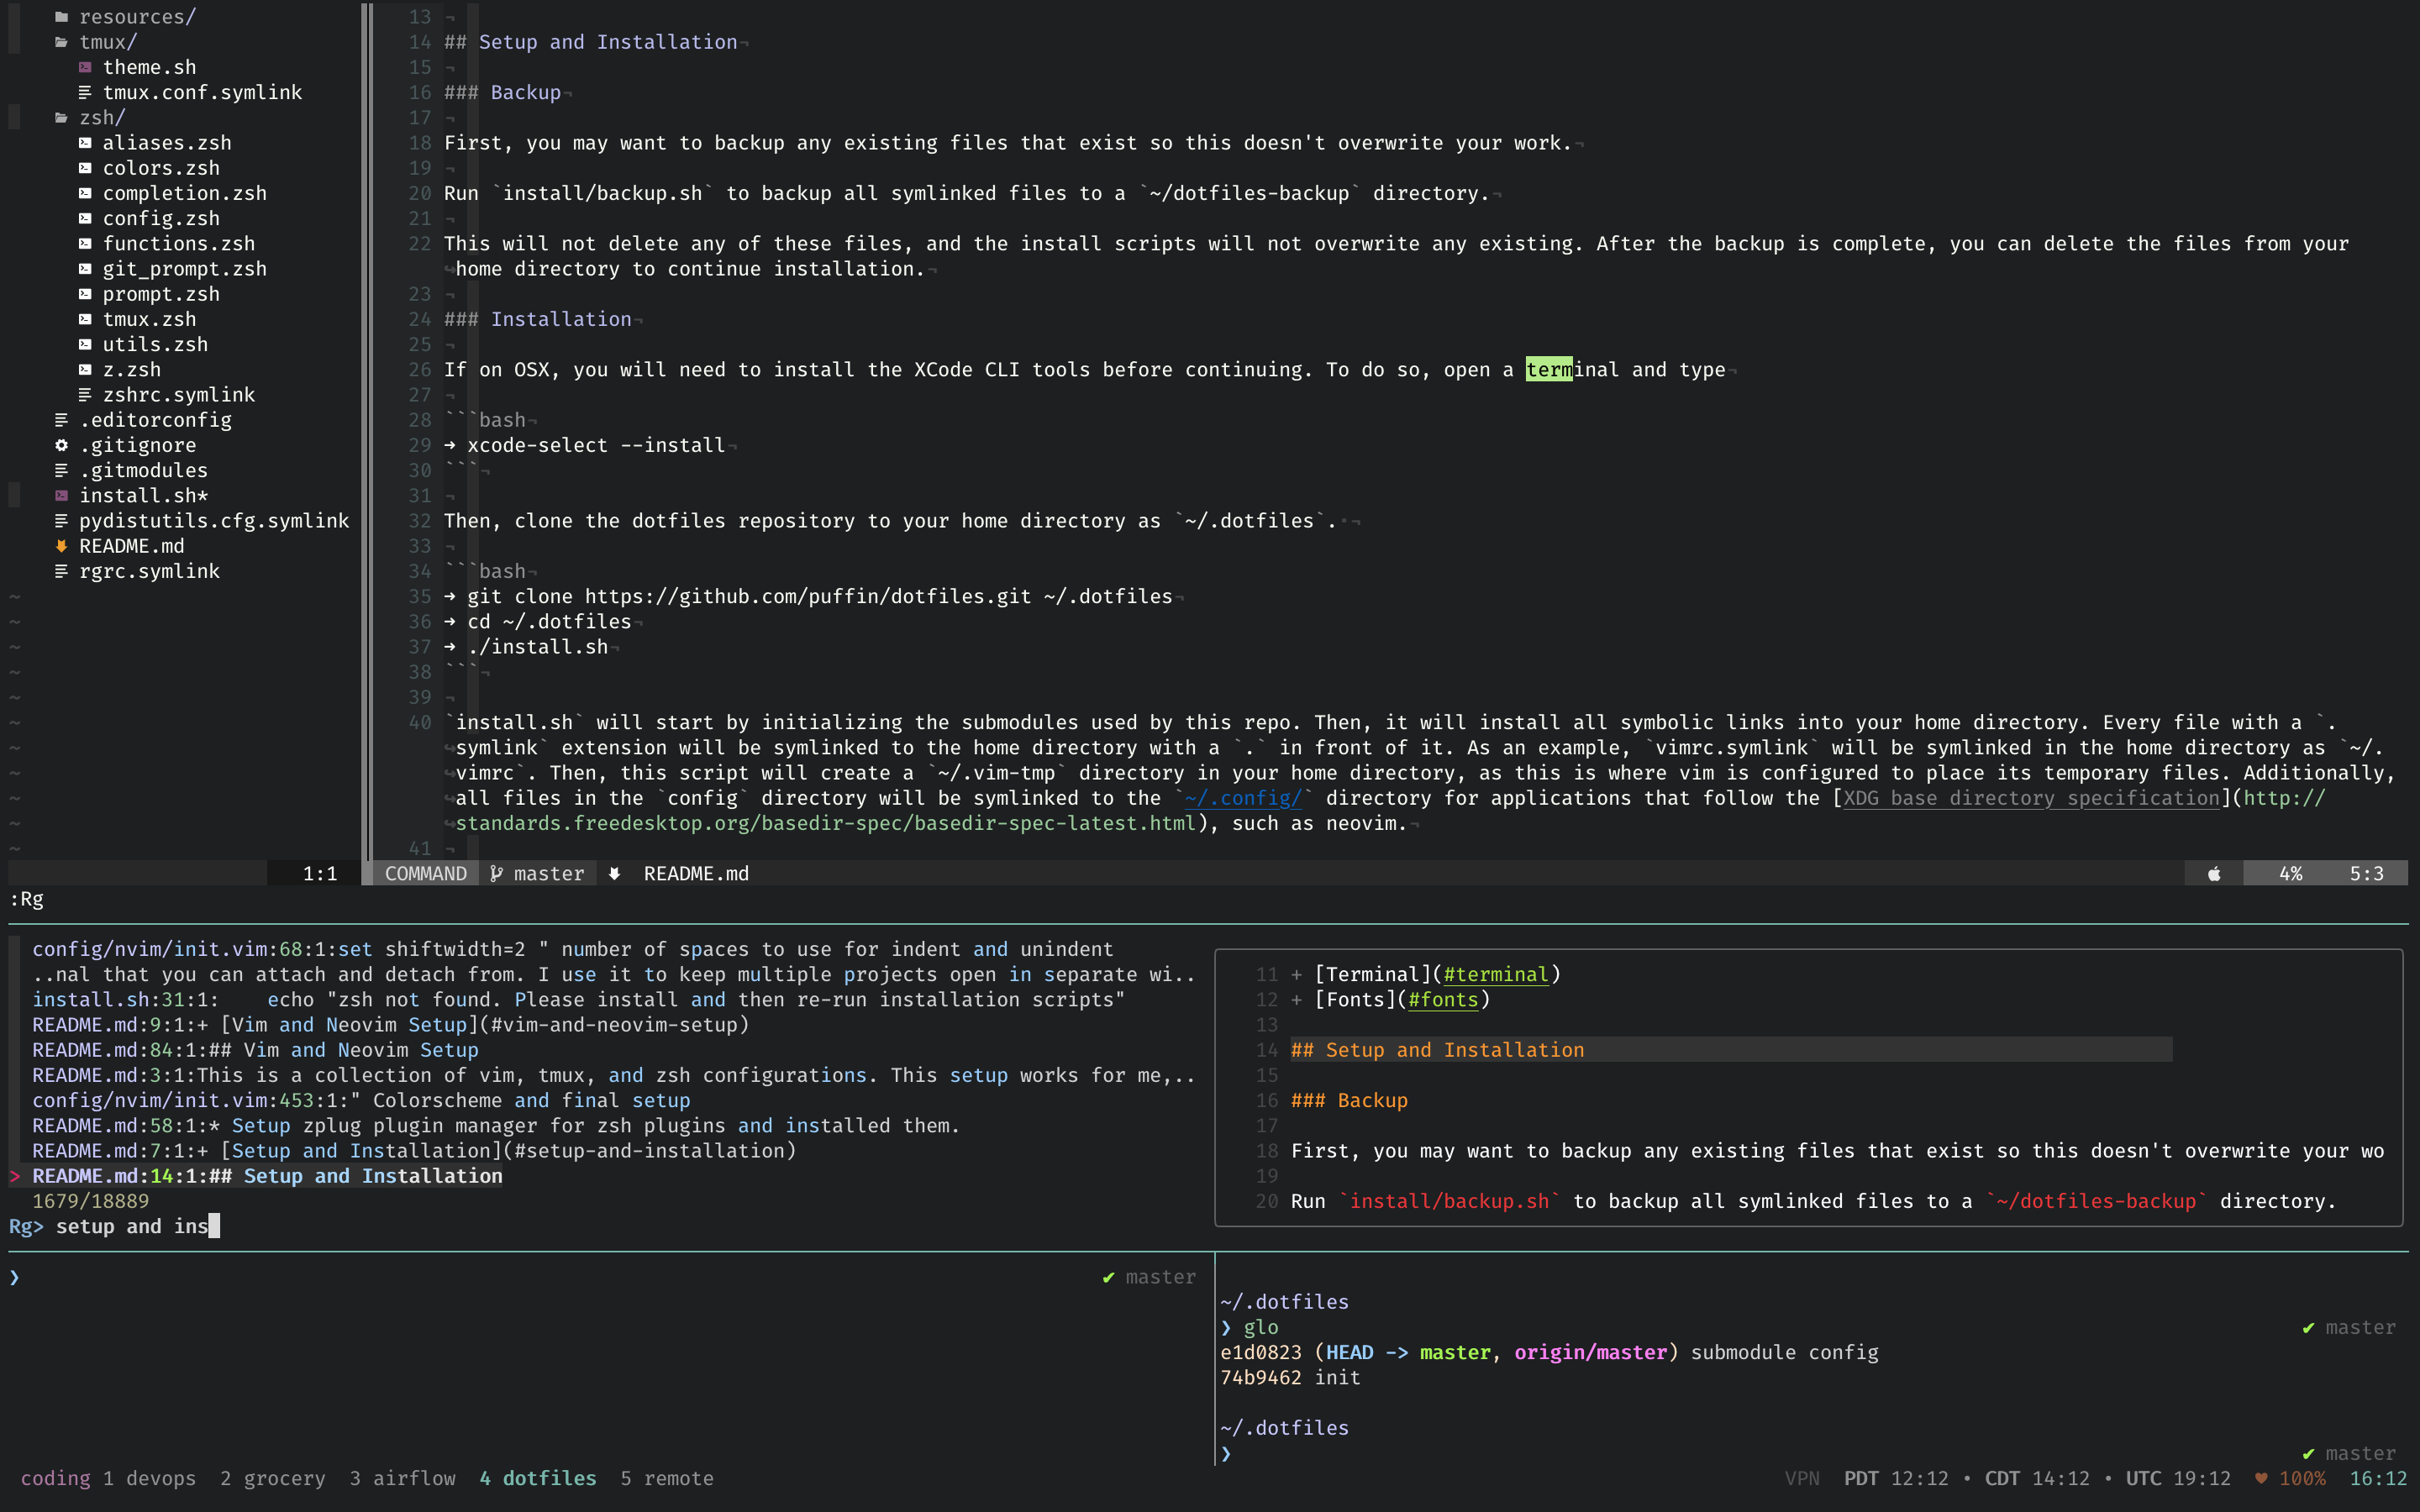 resources/
tmux/
theme.sh
tmux.conf.symlink
zsh/
aliases.zsh
colors.zsh
completion.zsh
config.zsh
functions.zsh
git_prompt.zsh
prompt.zsh
tmux.zsh
utils.zsh
z.zsh
zshrc.symlink
.editorconfig
.gitignore
.gitmodules
install.sh*
pydistutils.cfg.symlink
README.md
rgrc.symlink
~
~
~
~
~
~
~
~
~
~
~
1:1
13 ¬
14 ## Setup and Installation¬
15 ¬
16 ### Backup¬
17 ¬
18 First, you may want to backup any existing files that exist so this doesn't overwrite your work.¬
19 ¬
20 Run `install/backup.sh` to backup all symlinked files to a `~/dotfiles-backup` directory.¬
21 ¬
22 This will not delete any of these files, and the install scripts will not overwrite any existing. After the backup is complete, you can delete the files from your
↪home directory to continue installation.¬
23 ¬
24 ### Installation¬
25 ¬
26 If on OSX, you will need to install the XCode CLI tools before continuing. To do so, open a terminal and type¬
27 ¬
28 ```bash¬
29 ➜ xcode-select --install¬
30 ```¬
31 ¬
32 Then, clone the dotfiles repository to your home directory as `~/.dotfiles`.·¬
33 ¬
34 ```bash¬
35 ➜ git clone https://github.com/puffin/dotfiles.git ~/.dotfiles¬
36 ➜ cd ~/.dotfiles¬
37 ➜ ./install.sh¬
38 ```¬
39 ¬
40 `install.sh` will start by initializing the submodules used by this repo. Then, it will install all symbolic links into your home directory. Every file with a `.
↪symlink` extension will be symlinked to the home directory with a `.` in front of it. As an example, `vimrc.symlink` will be symlinked in the home directory as `~/.
↪vimrc`. Then, this script will create a `~/.vim-tmp` directory in your home directory, as this is where vim is configured to place its temporary files. Additionally,
↪all files in the `config` directory will be symlinked to the `~/.config/` directory for applications that follow the [XDG base directory specification](http://
↪standards.freedesktop.org/basedir-spec/basedir-spec-latest.html), such as neovim.¬
41 ¬
COMMAND master README.md 4% 5:3
:Rg
config/nvim/init.vim:68:1:set shiftwidth=2 " number of spaces to use for indent and unindent
..nal that you can attach and detach from. I use it to keep multiple projects open in separate wi..
install.sh:31:1:    echo "zsh not found. Please install and then re-run installation scripts"
README.md:9:1:+ [Vim and Neovim Setup](#vim-and-neovim-setup)
README.md:84:1:## Vim and Neovim Setup
README.md:3:1:This is a collection of vim, tmux, and zsh configurations. This setup works for me,..
config/nvim/init.vim:453:1:" Colorscheme and final setup
README.md:58:1:* Setup zplug plugin manager for zsh plugins and installed them.
README.md:7:1:+ [Setup and Installation](#setup-and-installation)
> README.md:14:1:## Setup and Installation
1679/18889
Rg> setup and ins
11 + [Terminal](#terminal)
12 + [Fonts](#fonts)
13
14 ## Setup and Installation
15
16 ### Backup
17
18 First, you may want to backup any existing files that exist so this doesn't overwrite your wo
19
20 Run `install/backup.sh` to backup all symlinked files to a `~/dotfiles-backup` directory.
❯ ✔ master
~/.dotfiles
❯ glo ✔ master
e1d0823 (HEAD -> master, origin/master) submodule config
74b9462 init
~/.dotfiles
❯ ✔ master
coding 1 devops 2 grocery 3 airflow 4 dotfiles 5 remote
VPN PDT 12:12 • CDT 14:12 • UTC 19:12 ♥ 100% 16:12